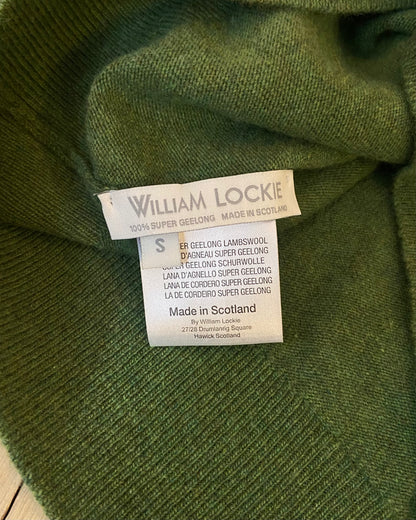 WILLIAM LOCKIE
100% SUPER GEELONG MADE IN SCOTLAND
S
GEELONG LAMBSWOOL
D'AGNEAU SUPER GEELONG
SUPER GEELONG SCHURWOLLE
LANA D'AGNELLO SUPER GEELONG
LANA DE CORDERO SUPER GEELONG
LA DE CORDEIRO SUPER GEELONG
Made in Scotland
By William Lockie
27/28 Drumlanrig Square
Hawick Scotland